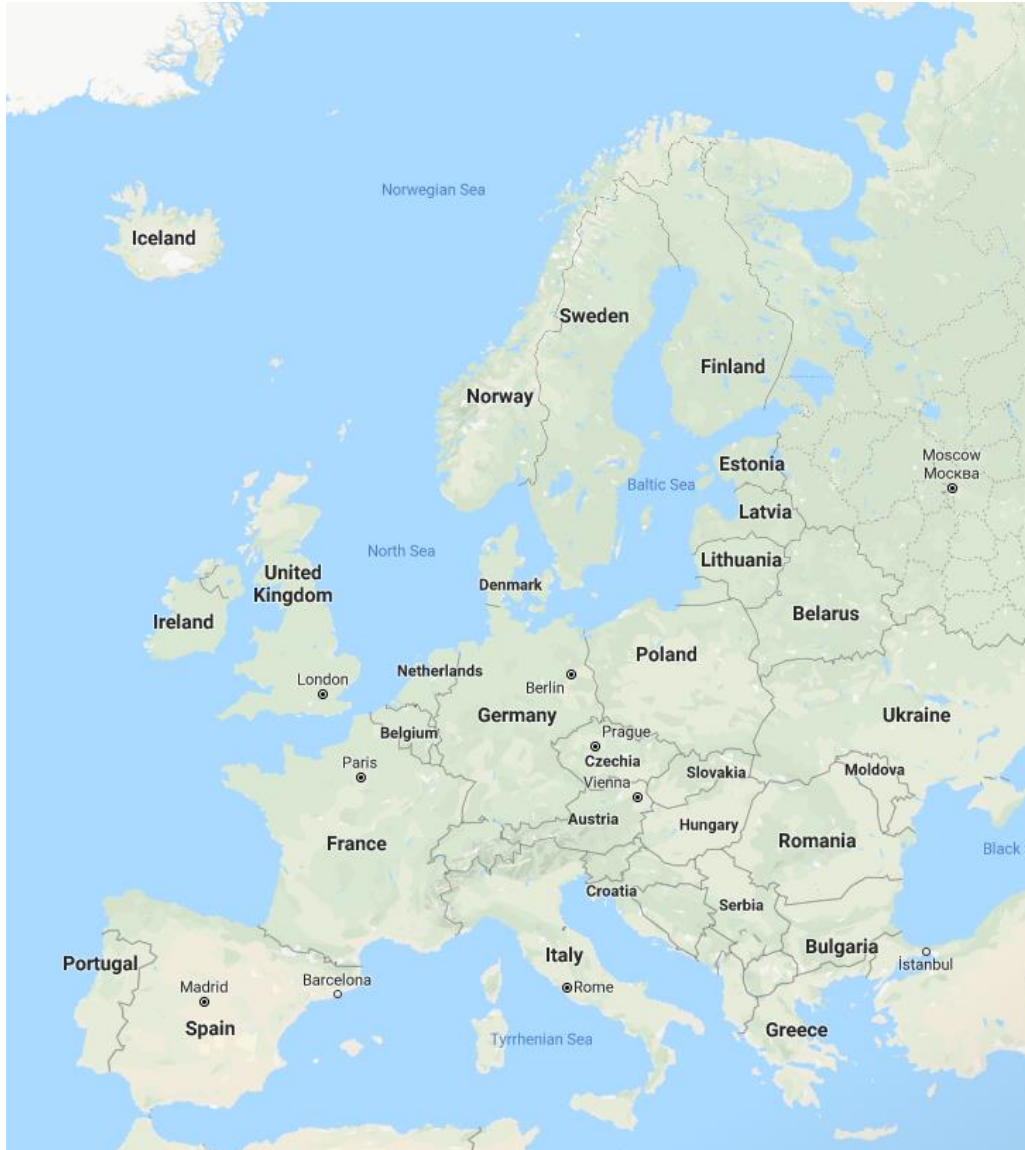 Norwegian Sea
Iceland
Sweden
Finland
Norway
Moscow
Москва
Estonia
Baltic Sea
Latvia
North Sea
Lithuania
United
Kingdom
Denmark
Belarus
Ireland
Poland
Netherlands
London
Berlin
Germany
Ukraine
Belgium
Prague
Czechia
Paris
Slovakia
Moldova
Vienna
Austria
Hungary
France
Romania
Black
Croatia
Serbia
Bulgaria
Italy
Portugal
İstanbul
Barcelona
Madrid
Rome
Spain
Greece
Tyrrhenian Sea